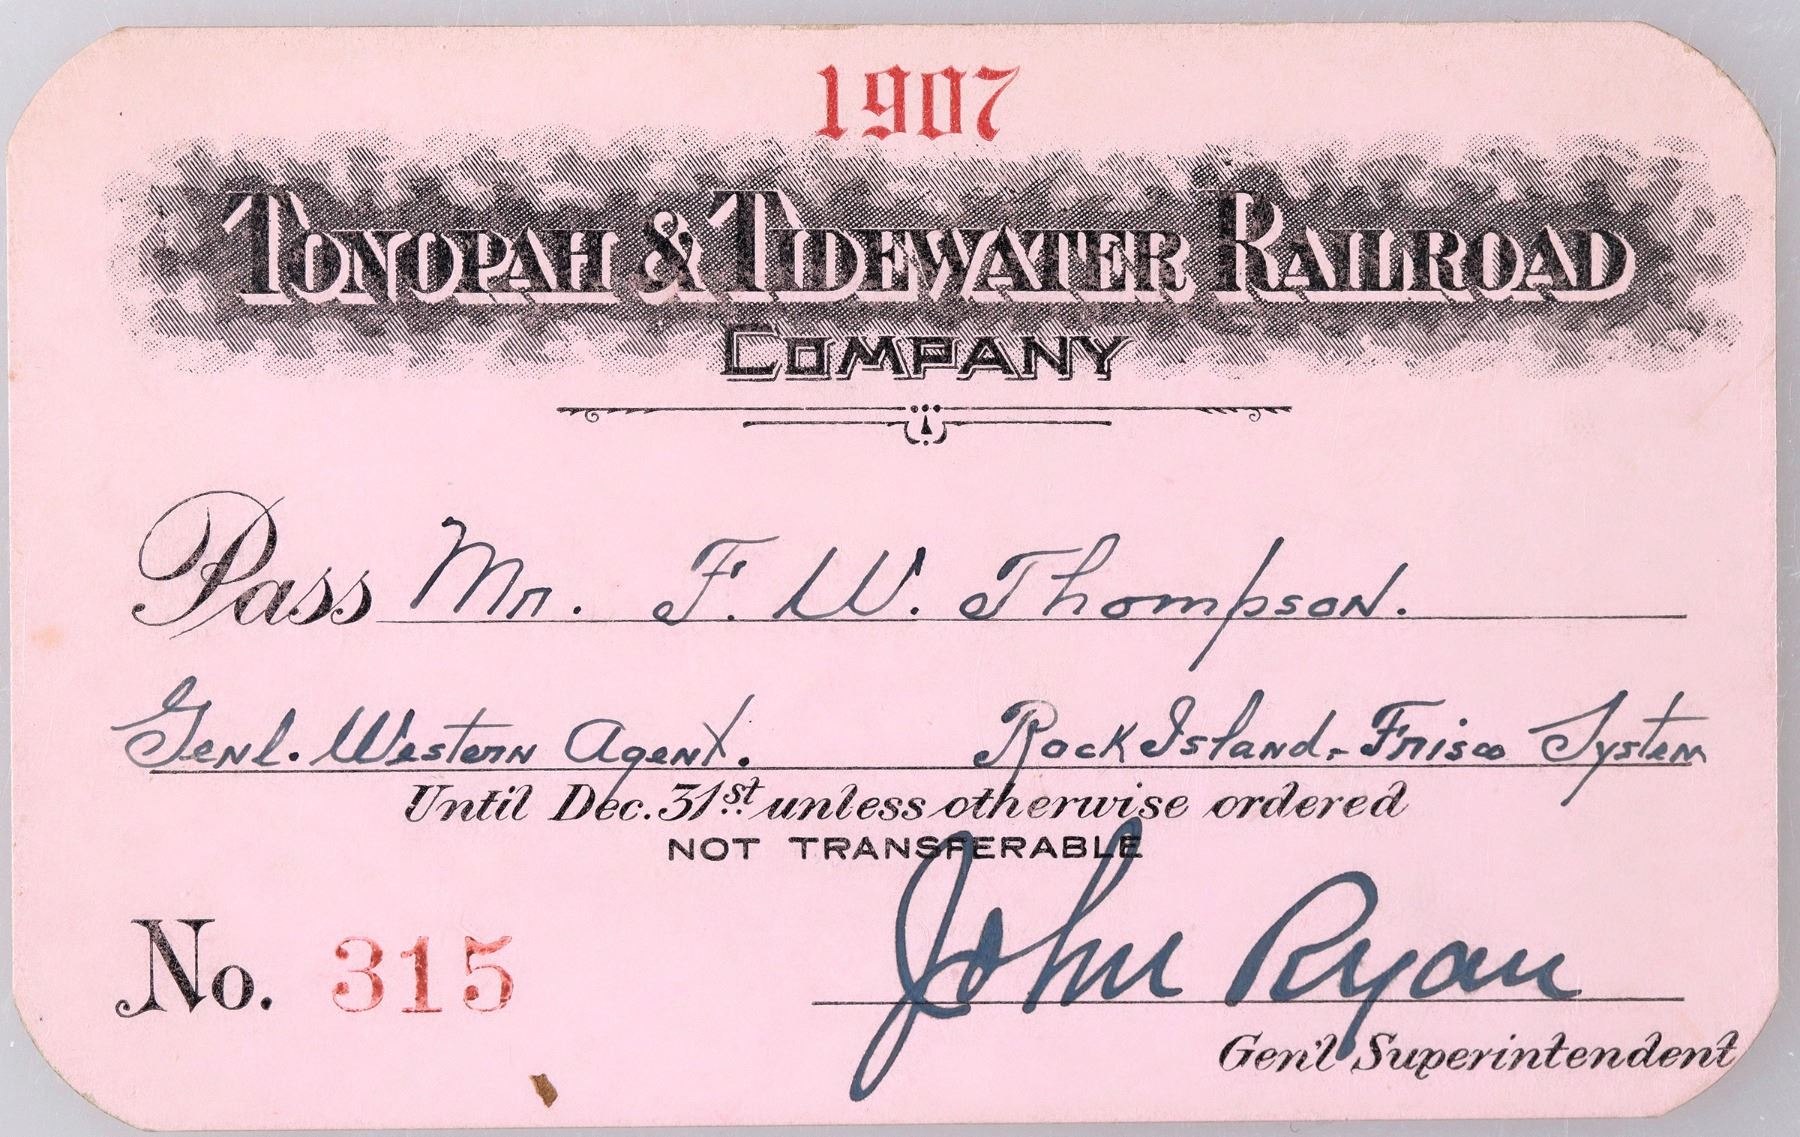 1907
TONOPAH & TIDEWATER RAILROAD
COMPANY
Pass Mr. F. W. Thompson.
Genl. Western Agent. Rock Island-Frisco System
Until Dec. 31st unless otherwise ordered
NOT TRANSFERABLE
No. 315 John Ryan
Gen'l Superintendent